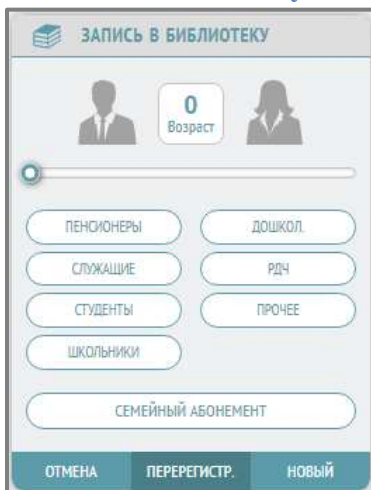 ЗАПИСЬ В БИБЛИОТЕКУ
0
Возраст
ПЕНСИОНЕРЫ ДОШКОЛ.
СЛУЖАЩИЕ РДЧ
СТУДЕНТЫ ПРОЧЕЕ
ШКОЛЬНИКИ
СЕМЕЙНЫЙ АБОНЕМЕНТ
ОТМЕНА ПЕРЕРЕГИСТР. НОВЫЙ